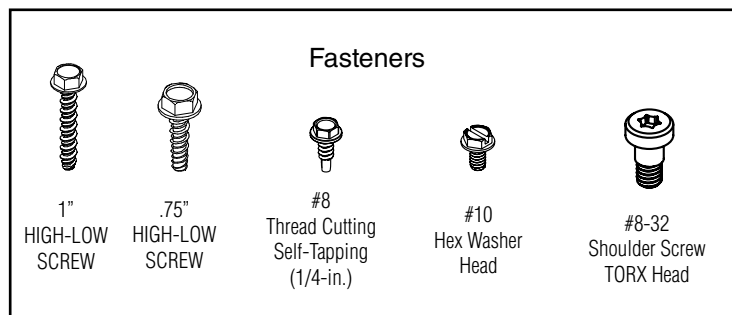 Fasteners
1”
HIGH-LOW
SCREW
.75”
HIGH-LOW
SCREW
#8
Thread Cutting
Self-Tapping
(1/4-in.)
#10
Hex Washer
Head
#8-32
Shoulder Screw
TORX Head